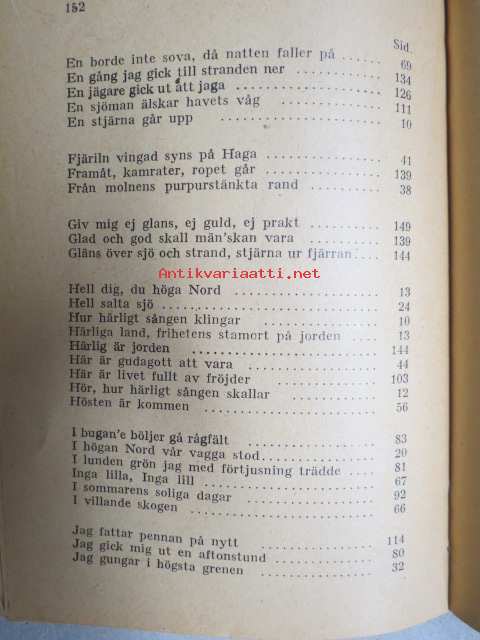 152
Sid.
En borde inte sova, då natten faller på ...... 69
En gång jag gick till stranden ner ............ 134
En jägare gick ut att jaga .................... 126
En sjöman älskar havets våg ............. 111
En stjärna går upp ................... 10
Fjäriln vingad syns på Haga ................ 41
Framåt, kamrater, ropet går ................ 139
Från molnens purpurstänkta rand ........... 38
Giv mig ej glans, ej guld, ej prakt ........... 149
Glad och god skall män'skan vara ........... 139
Gläns över sjö och strand, stjärna ur fjärran.. 144
Antikvariaatti.net
Hell dig, du höga Nord ................... 13
Hell salta sjö ........................... 24
Hur härligt sången klingar ................ 10
Härliga land, frihetens stamort på jorden .... 13
Härlig är jorden ........................ 144
Här är gudagott att vara .................. 44
Här är livet fullt av fröjder ................ 103
Hör, hur härligt sången skallar ............ 12
Hösten är kommen ....................... 56
I bugan'e böljer gå rågfält ................ 83
I högan Nord vår vagga stod............... 20
I lunden grön jag med förtjusning trädde .... 81
Inga lilla, Inga lill ....................... 67
I sommarens soliga dagar ................. 92
I villande skogen ........................ 66
Jag fattar pennan på nytt ................ 114
Jag gick mig ut en aftonstund ............. 80
Jag gungar i högsta grenen ............... 32